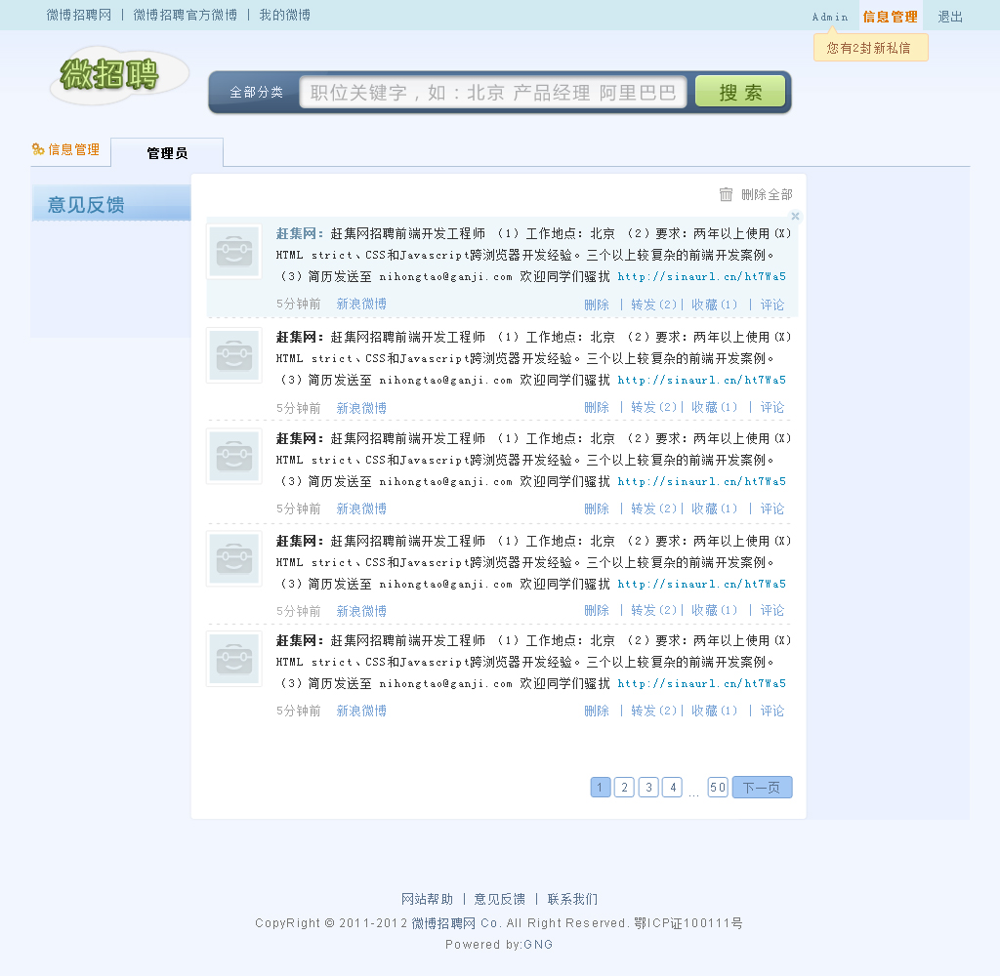 微博招聘网 | 微博招聘官方微博 | 我的微博
Admin 信息管理 退出
您有2封新私信
微招聘
全部分类 职位关键字，如：北京 产品经理 阿里巴巴 搜索
信息管理 管理员
意见反馈
删除全部
赶集网：赶集网招聘前端开发工程师 （1）工作地点：北京 （2）要求：两年以上使用(X)
HTML strict、CSS和Javascript跨浏览器开发经验。三个以上较复杂的前端开发案例。
（3）简历发送至 nihongtao@ganji.com 欢迎同学们骚扰 http://sinaurl.cn/ht7Wa5
5分钟前 新浪微博 删除 | 转发(2)| 收藏(1) | 评论
赶集网：赶集网招聘前端开发工程师 （1）工作地点：北京 （2）要求：两年以上使用(X)
HTML strict、CSS和Javascript跨浏览器开发经验。三个以上较复杂的前端开发案例。
（3）简历发送至 nihongtao@ganji.com 欢迎同学们骚扰 http://sinaurl.cn/ht7Wa5
5分钟前 新浪微博 删除 | 转发(2)| 收藏(1) | 评论
赶集网：赶集网招聘前端开发工程师 （1）工作地点：北京 （2）要求：两年以上使用(X)
HTML strict、CSS和Javascript跨浏览器开发经验。三个以上较复杂的前端开发案例。
（3）简历发送至 nihongtao@ganji.com 欢迎同学们骚扰 http://sinaurl.cn/ht7Wa5
5分钟前 新浪微博 删除 | 转发(2)| 收藏(1) | 评论
赶集网：赶集网招聘前端开发工程师 （1）工作地点：北京 （2）要求：两年以上使用(X)
HTML strict、CSS和Javascript跨浏览器开发经验。三个以上较复杂的前端开发案例。
（3）简历发送至 nihongtao@ganji.com 欢迎同学们骚扰 http://sinaurl.cn/ht7Wa5
5分钟前 新浪微博 删除 | 转发(2)| 收藏(1) | 评论
赶集网：赶集网招聘前端开发工程师 （1）工作地点：北京 （2）要求：两年以上使用(X)
HTML strict、CSS和Javascript跨浏览器开发经验。三个以上较复杂的前端开发案例。
（3）简历发送至 nihongtao@ganji.com 欢迎同学们骚扰 http://sinaurl.cn/ht7Wa5
5分钟前 新浪微博 删除 | 转发(2)| 收藏(1) | 评论
1 2 3 4 ... 50 下一页
网站帮助 | 意见反馈 | 联系我们
CopyRight © 2011-2012 微博招聘网 Co. All Right Reserved. 鄂ICP证100111号
Powered by:GNG